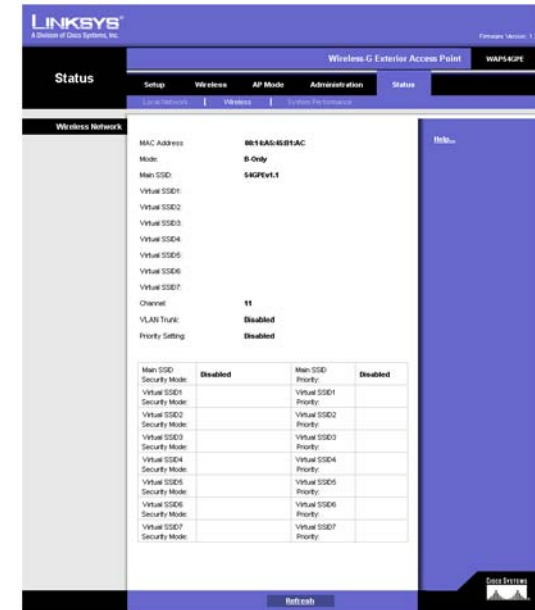 LINKSYS®
A Division of Cisco Systems, Inc.
Wireless-G Exterior Access Point
WAP54GPE
Status
Setup
Wireless
AP Mode
Administration
Status
Local Network | Wireless | System Performance
Wireless Network
MAC Address:
Mode: B-Only
Main SSID: 54GPEv1.1
Virtual SSID1:
Virtual SSID2
Virtual SSID3
Virtual SSID4
Virtual SSID5
Virtual SSID6
Virtual SSID7:
Channel: 11
VLAN Trunk: Disabled
Priority Setting: Disabled
Help...
Main SSID Security Mode: Disabled Main SSID Priority: Disabled
Virtual SSID1 Security Mode: Virtual SSID1 Priority:
Virtual SSID2 Security Mode: Virtual SSID2 Priority:
Virtual SSID3 Security Mode: Virtual SSID3 Priority:
Virtual SSID4 Security Mode: Virtual SSID4 Priority:
Virtual SSID5 Security Mode: Virtual SSID5 Priority:
Virtual SSID6 Security Mode: Virtual SSID6 Priority:
Virtual SSID7 Security Mode: Virtual SSID7 Priority:
Refresh
CISCO SYSTEMS